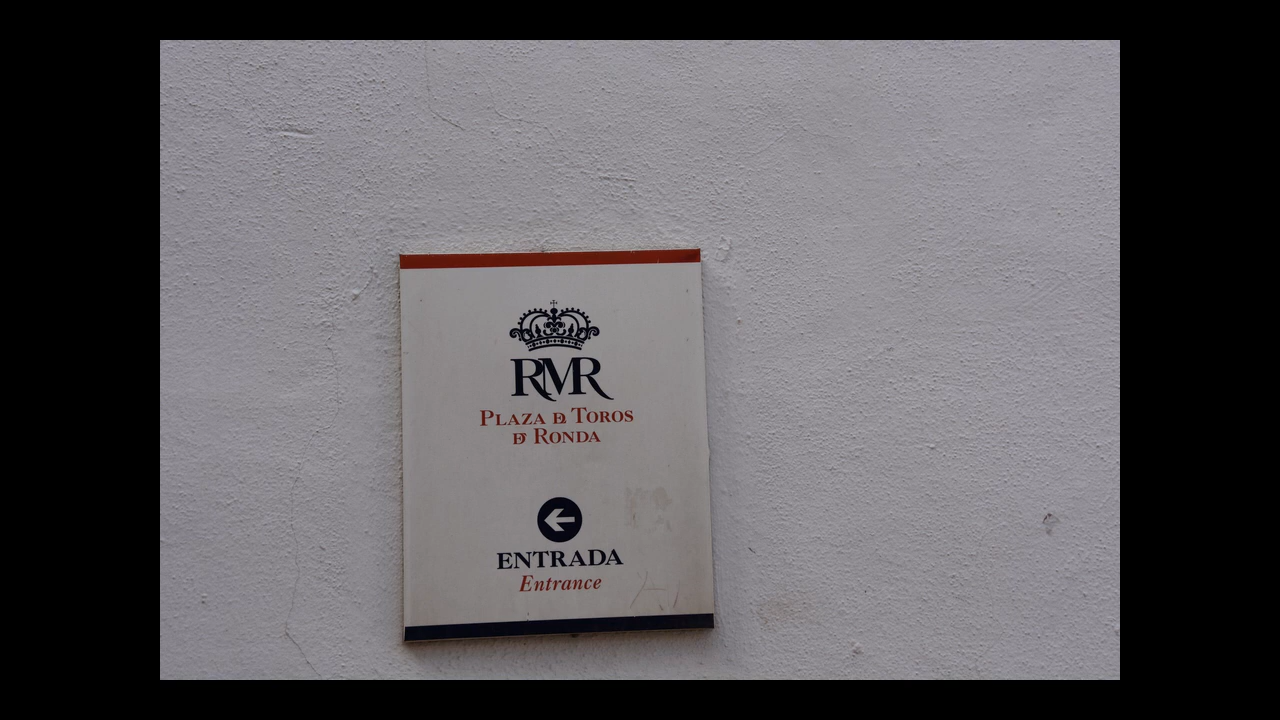 RMR
PLAZA DE TOROS
DE RONDA
ENTRADA
Entrance